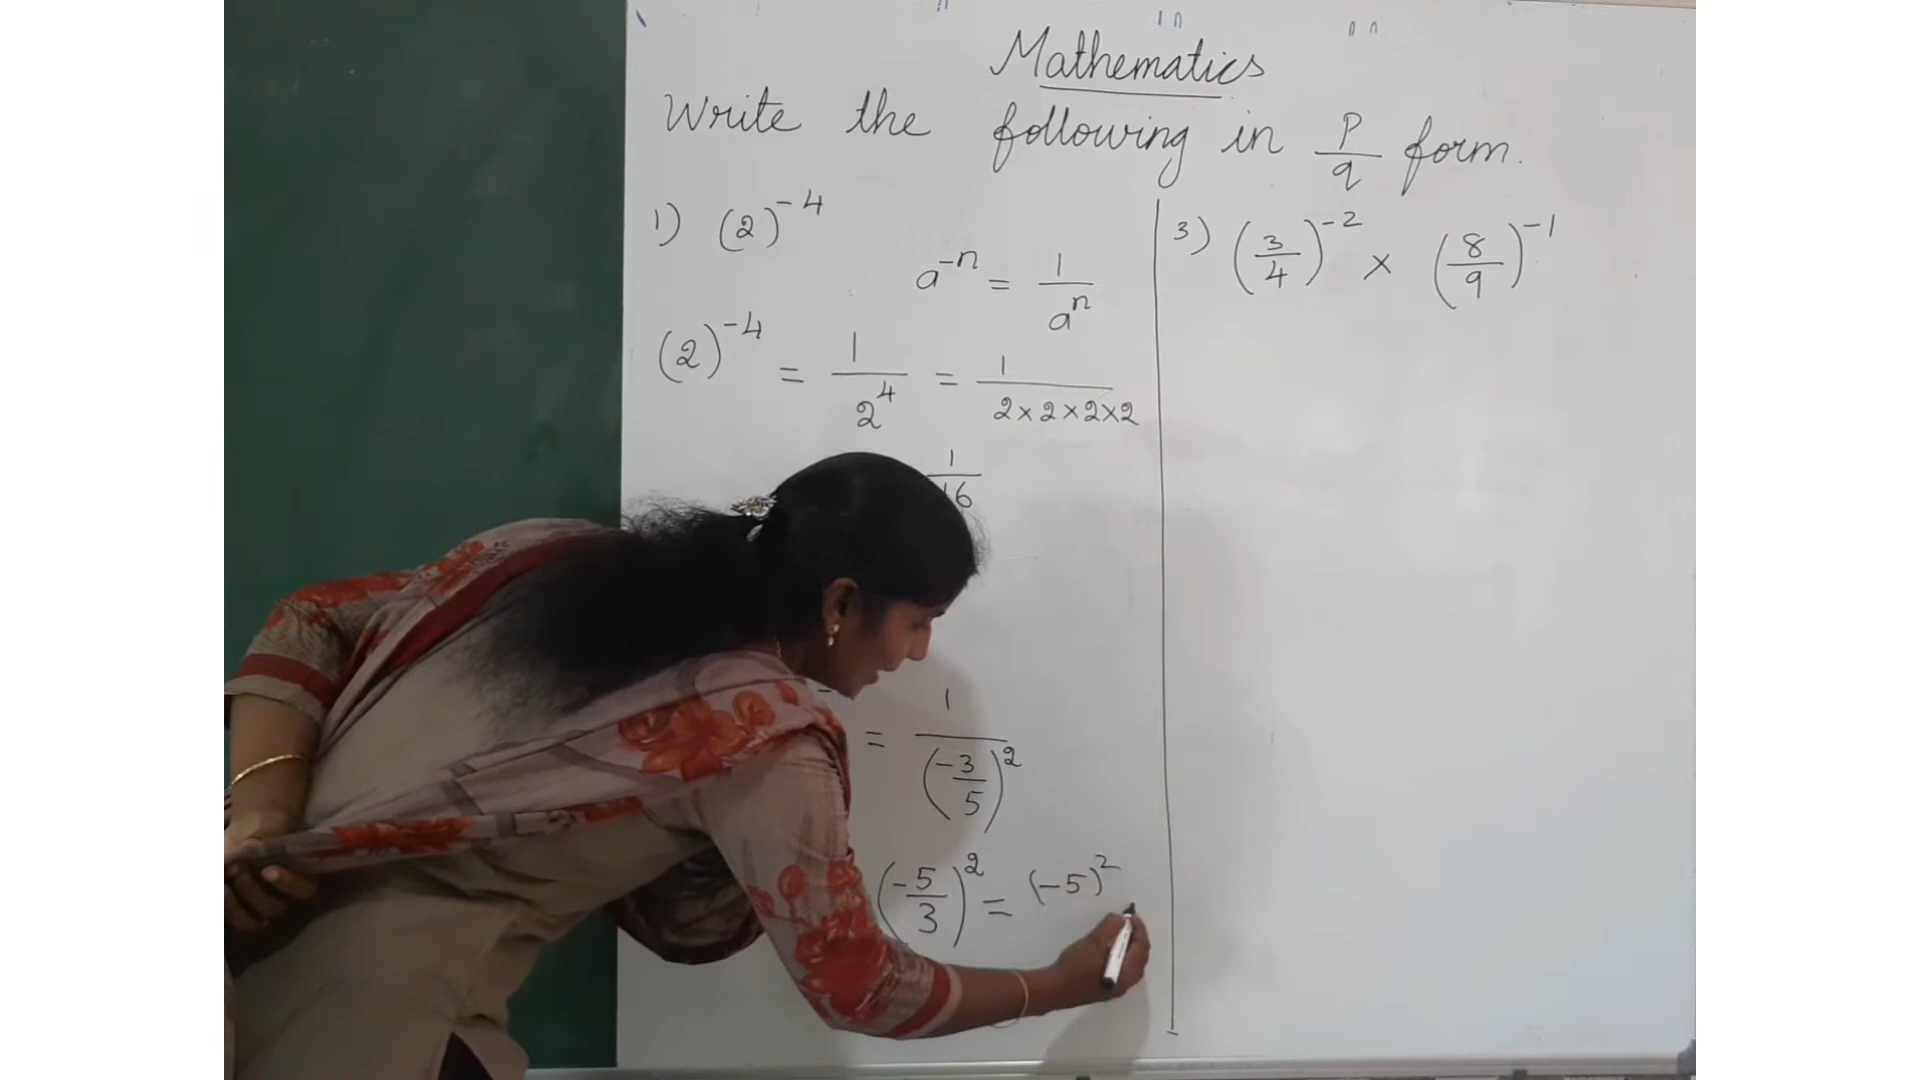 Mathematics
Write the following in p/q form.
1) (2)^-4
a^-n = 1/a^n
(2)^-4 = 1/2^4 = 1/2×2×2×2
1/16
= 1/(-3/5)^2
(-5/3)^2 = (-5)^2
3) (3/4)^-2 × (8/9)^-1